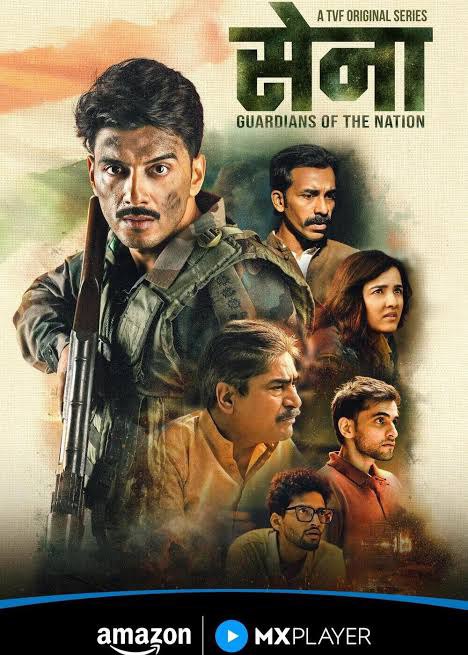 A TVF ORIGINAL SERIES
सेना
GUARDIANS OF THE NATION
amazon | MXPLAYER